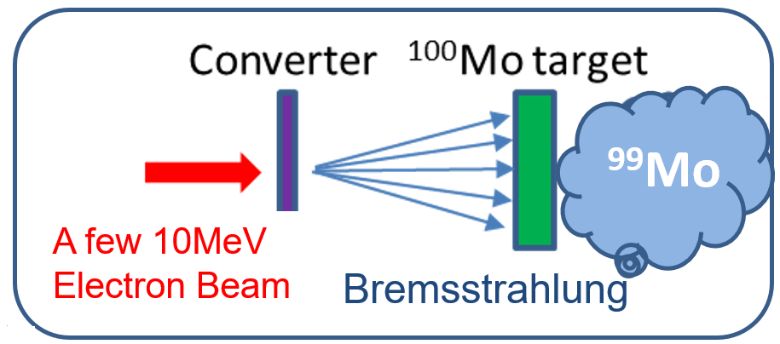 Converter ¹⁰⁰Mo target
⁹⁹Mo
A few 10MeV
Electron Beam
Bremsstrahlung